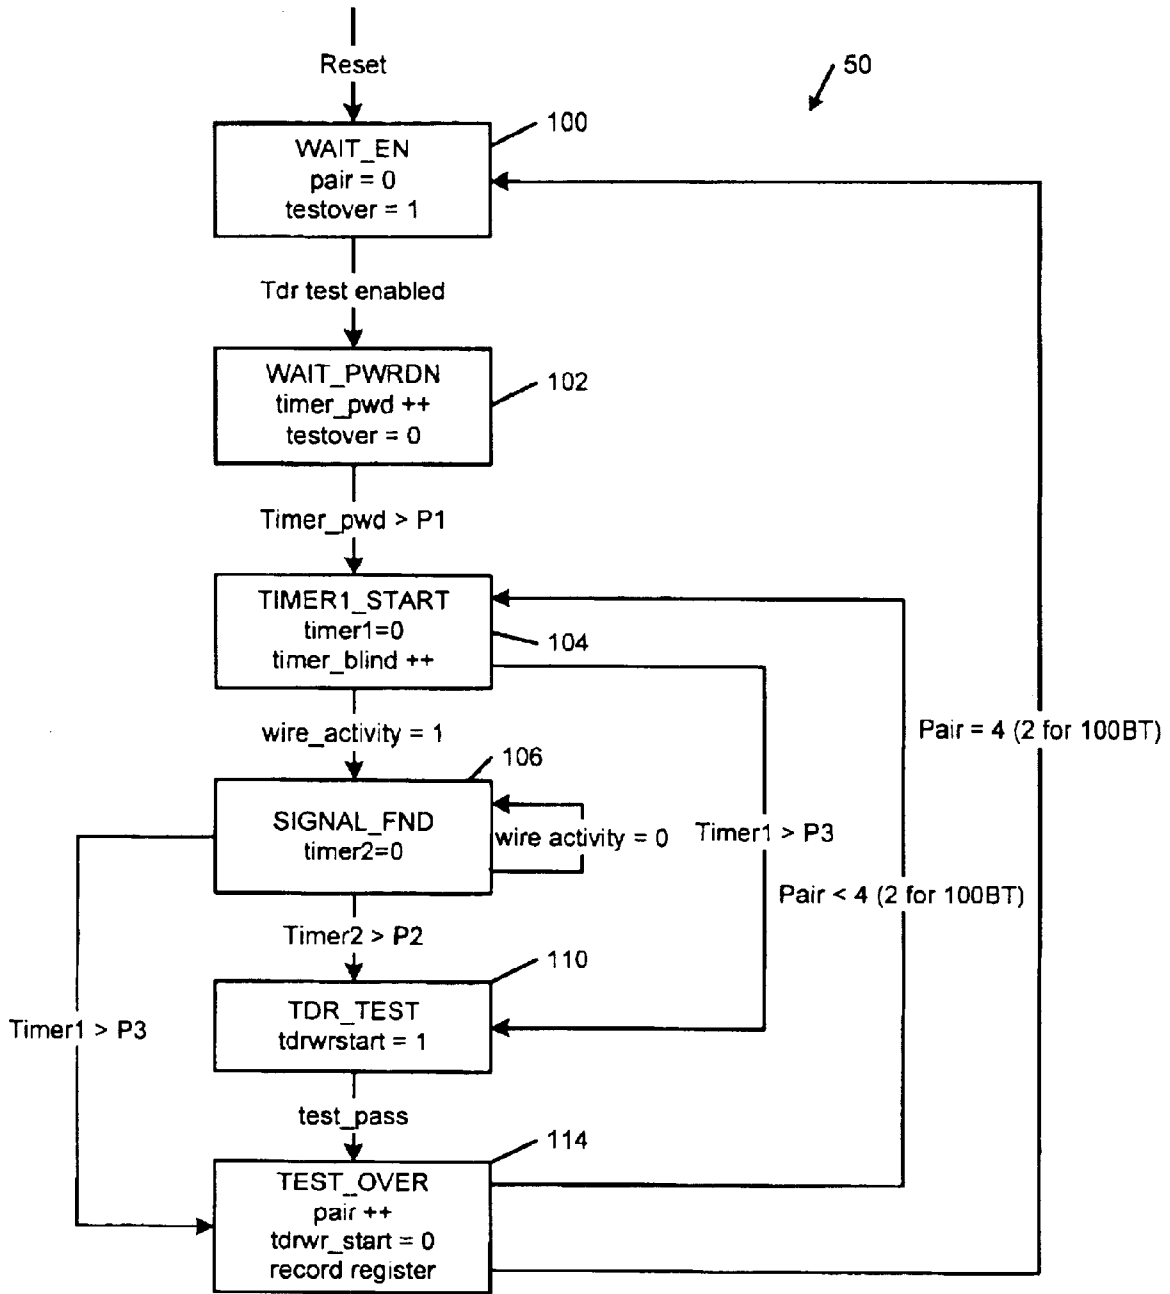 Reset
50
100
WAIT_EN
pair = 0
testover = 1
Tdr test enabled
102
WAIT_PWRDN
timer_pwd ++
testover = 0
Timer_pwd > P1
TIMER1_START
timer1=0
timer_blind ++
104
wire_activity = 1
Pair = 4 (2 for 100BT)
106
SIGNAL_FND
timer2=0
wire activity = 0
Timer1 > P3
Pair < 4 (2 for 100BT)
Timer2 > P2
110
TDR_TEST
tdrwrstart = 1
Timer1 > P3
test_pass
114
TEST_OVER
pair ++
tdrwr_start = 0
record register